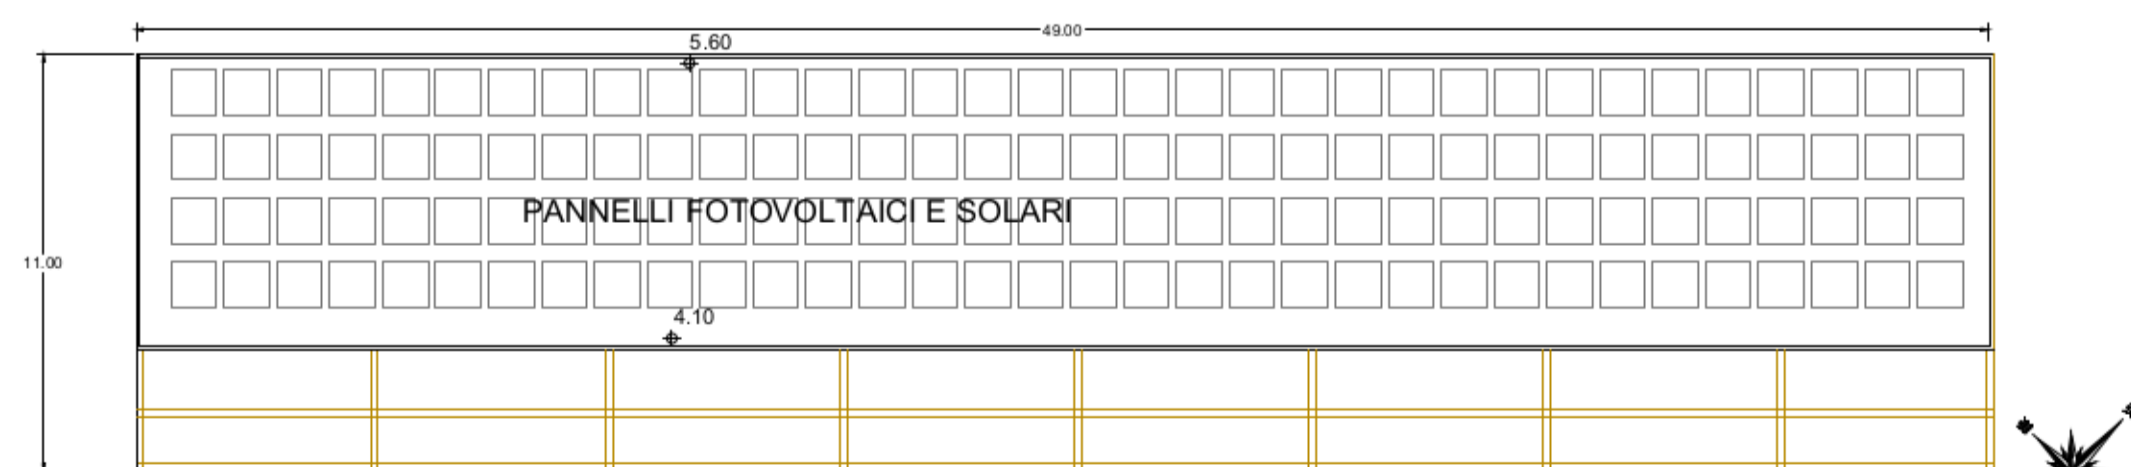 49.00
5.60
PANNELLI FOTOVOLTAICI E SOLARI
11.00
4.10